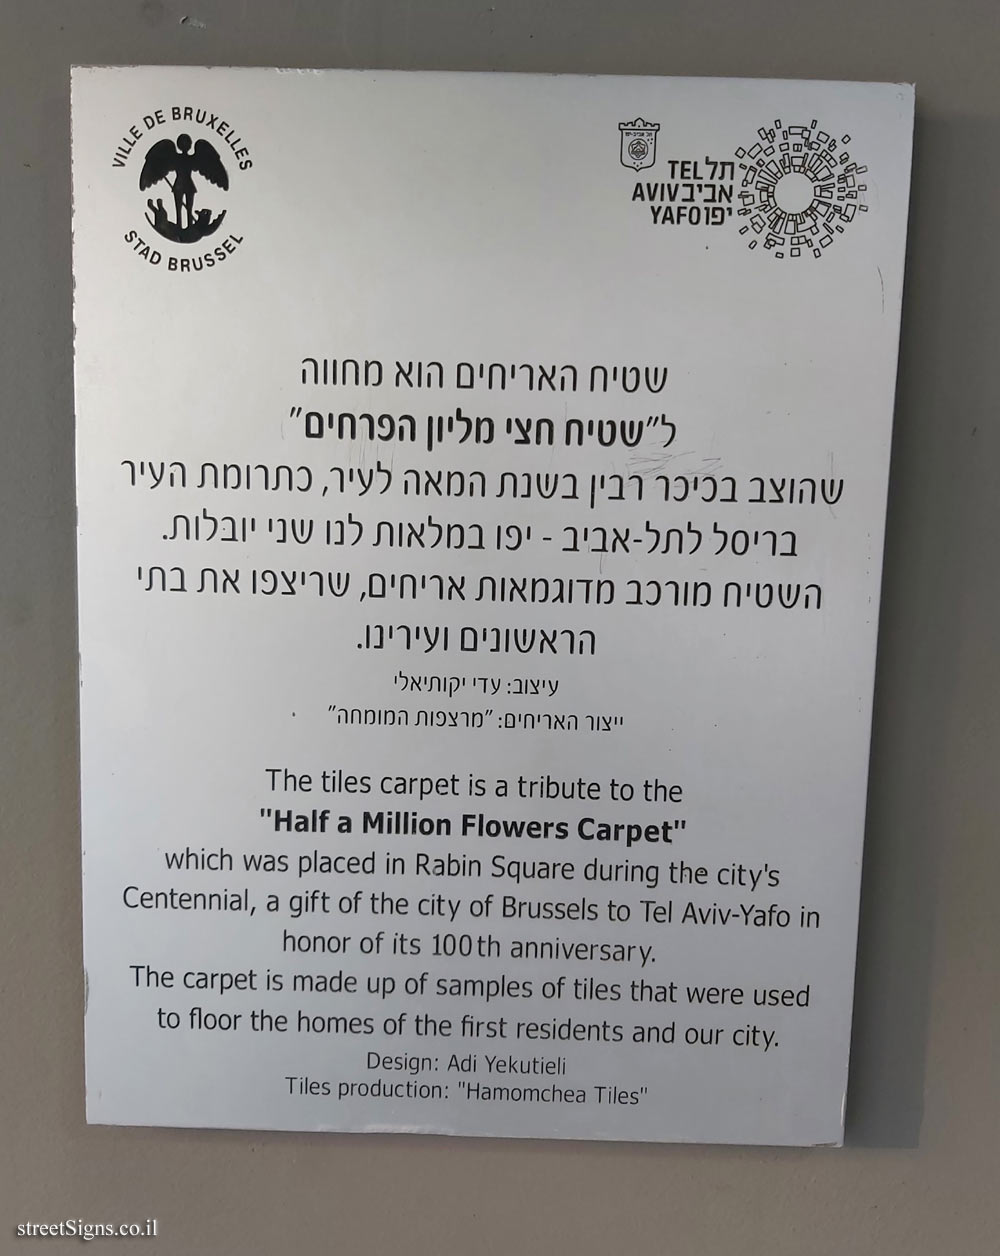 VILLE DE BRUXELLES
STAD BRUSSEL
תל אביב-יפו
TEL תל
AVIV אביב
YAFO יפו
שטיח האריחים הוא מחווה
ל"שטיח חצי מליון הפרחים"
שהוצב בכיכר רבין בשנת המאה לעיר, כתרומת העיר
בריסל לתל-אביב - יפו במלאות לנו שני יובלות.
השטיח מורכב מדוגמאות אריחים, שריצפו את בתי
הראשונים ועירינו.
עיצוב: עדי יקותיאלי
ייצור האריחים: "מרצפות המומחה"
The tiles carpet is a tribute to the
"Half a Million Flowers Carpet"
which was placed in Rabin Square during the city's
Centennial, a gift of the city of Brussels to Tel Aviv-Yafo in
honor of its 100th anniversary.
The carpet is made up of samples of tiles that were used
to floor the homes of the first residents and our city.
Design: Adi Yekutieli
Tiles production: "Hamomchea Tiles"
streetSigns.co.il